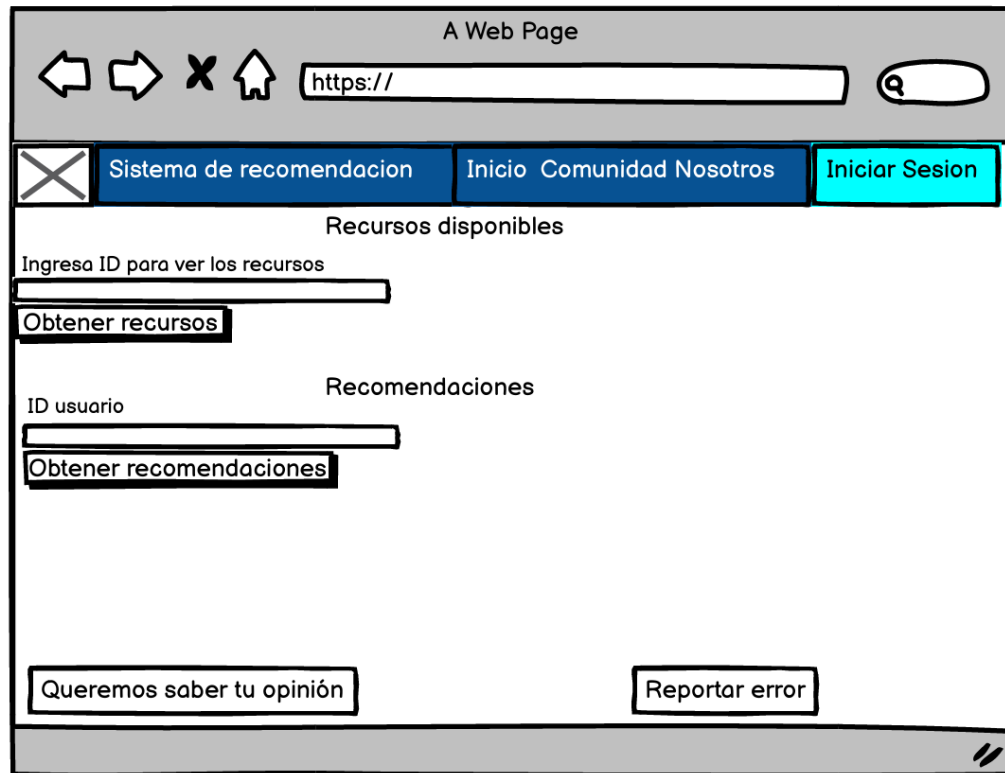 A Web Page
https://
Sistema de recomendacion Inicio Comunidad Nosotros Iniciar Sesion
Recursos disponibles
Ingresa ID para ver los recursos
Obtener recursos
Recomendaciones
ID usuario
Obtener recomendaciones
Queremos saber tu opinión Reportar error